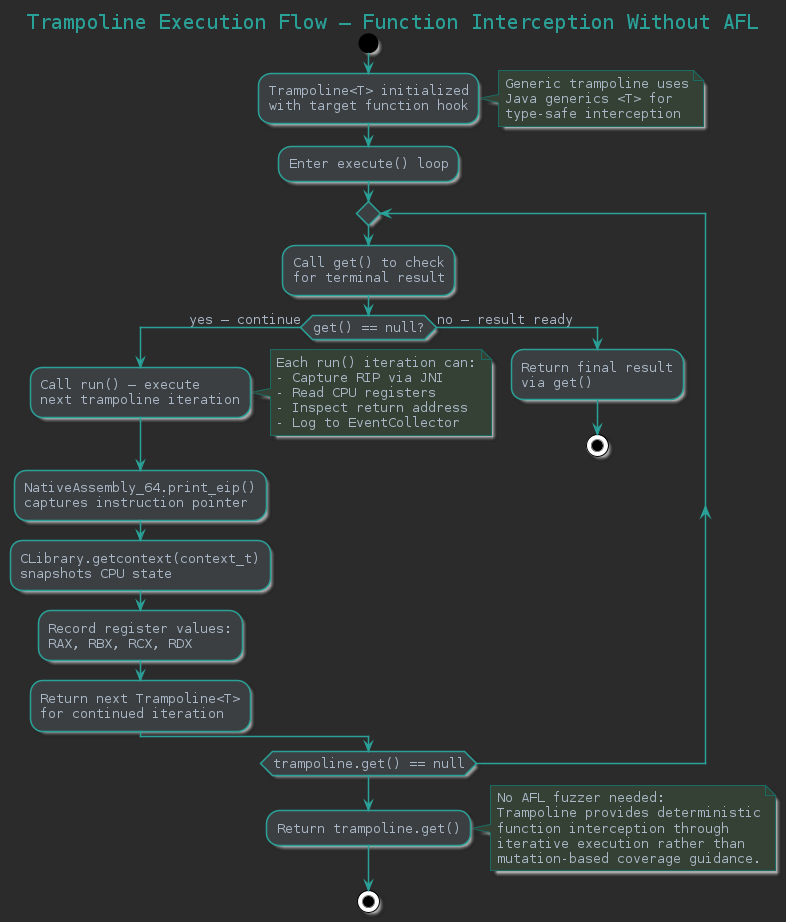 Trampoline Execution Flow — Function Interception Without AFL
Trampoline<T> initialized
with target function hook
Generic trampoline uses
Java generics <T> for
type-safe interception
Enter execute() loop
Call get() to check
for terminal result
get() == null?
yes — continue
no — result ready
Call run() — execute
next trampoline iteration
Each run() iteration can:
- Capture RIP via JNI
- Read CPU registers
- Inspect return address
- Log to EventCollector
Return final result
via get()
NativeAssembly_64.print_eip()
captures instruction pointer
CLibrary.getcontext(context_t)
snapshots CPU state
Record register values:
RAX, RBX, RCX, RDX
Return next Trampoline<T>
for continued iteration
trampoline.get() == null
Return trampoline.get()
No AFL fuzzer needed:
Trampoline provides deterministic
function interception through
iterative execution rather than
mutation-based coverage guidance.